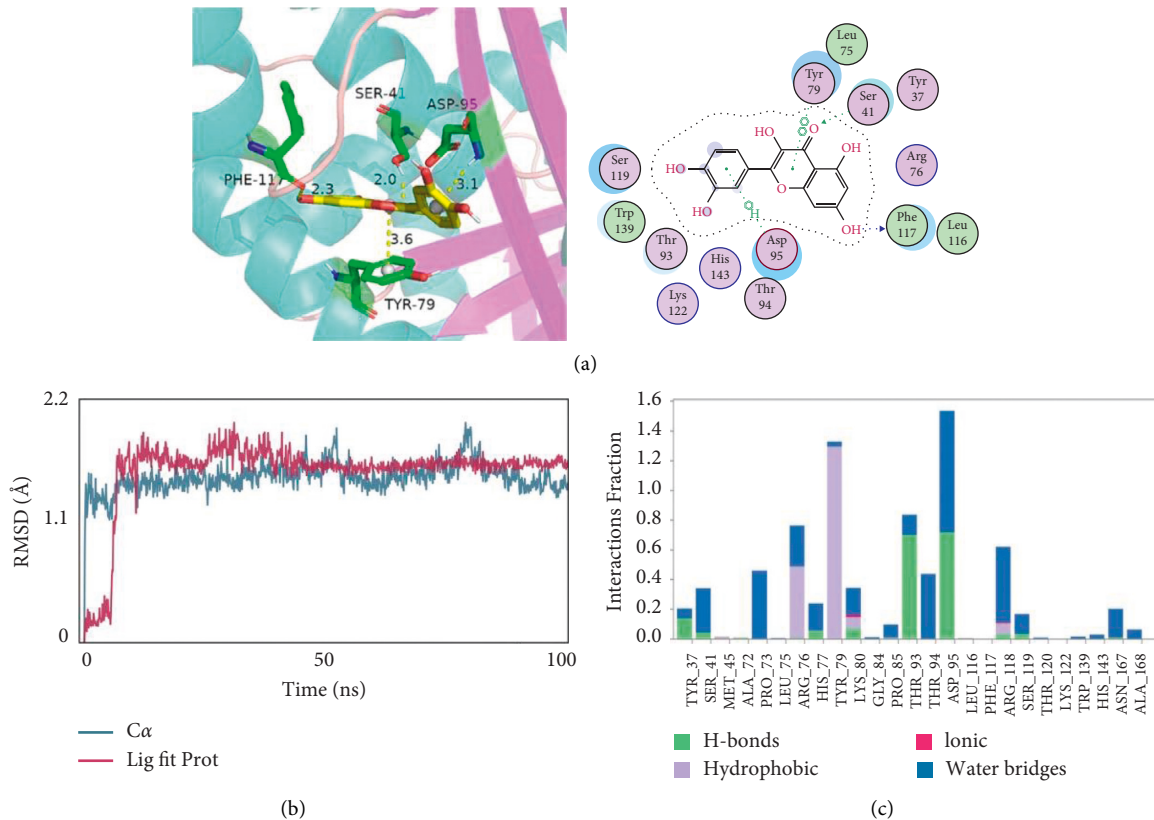 SER-41
ASP-95
PHE-117
2.3
2.0
3.1
3.6
TYR-79
Leu
75
Tyr
79
Ser
41
Tyr
37
Arg
76
Phe
117
Leu
116
Ser
119
Trp
139
Thr
93
His
143
Asp
95
Lys
122
Thr
94
HO
O
OH
HO
HO
O
OH
H
(a)
2.2
1.1
0
RMSD (Å)
0
50
100
Time (ns)
Cα
Lig fit Prot
(b)
1.6
1.4
1.2
1.0
0.8
0.6
0.4
0.2
0.0
Interactions Fraction
TYR_37
SER_41
MET_45
ALA_72
PRO_73
LEU_75
ARG_76
HIS_77
TYR_79
LYS_80
GLY_84
PRO_85
THR_93
THR_94
ASP_95
LEU_116
PHE_117
ARG_118
SER_119
THR_120
LYS_122
TRP_139
HIS_143
ASN_167
ALA_168
H-bonds
Hydrophobic
Ionic
Water bridges
(c)